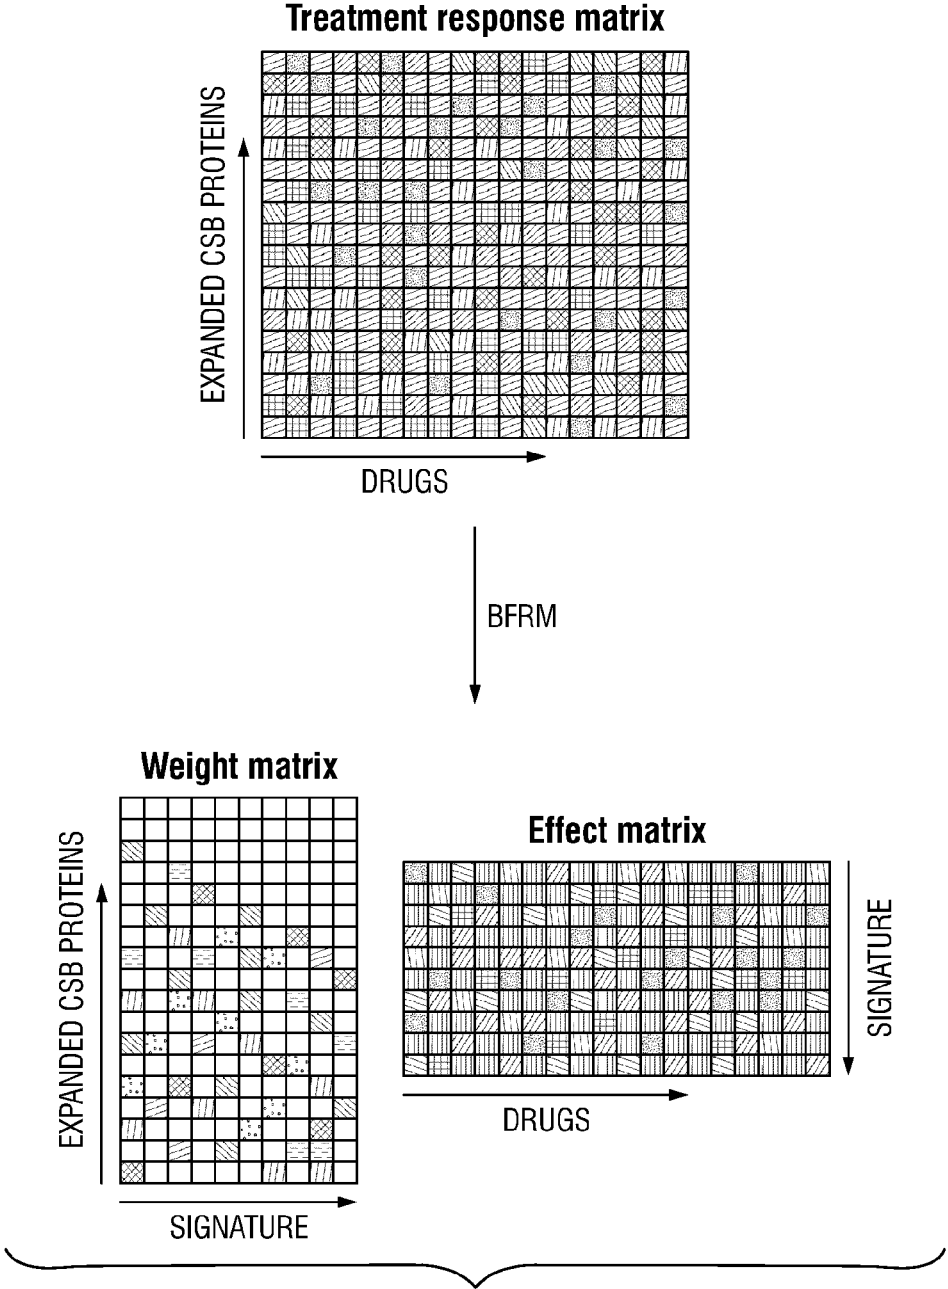 Treatment response matrix
EXPANDED CSB PROTEINS
DRUGS
BFRM
Weight matrix
EXPANDED CSB PROTEINS
SIGNATURE
Effect matrix
SIGNATURE
DRUGS